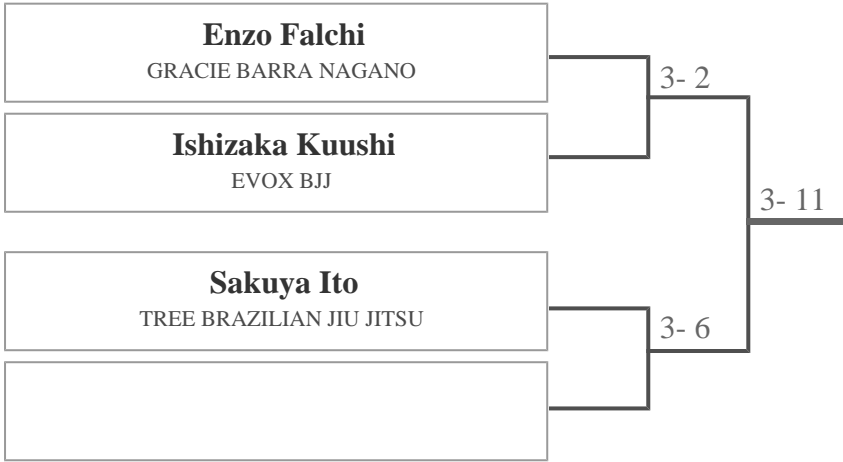 Enzo Falchi
GRACIE BARRA NAGANO
3- 2
Ishizaka Kuushi
EVOX BJJ
3- 11
Sakuya Ito
TREE BRAZILIAN JIU JITSU
3- 6